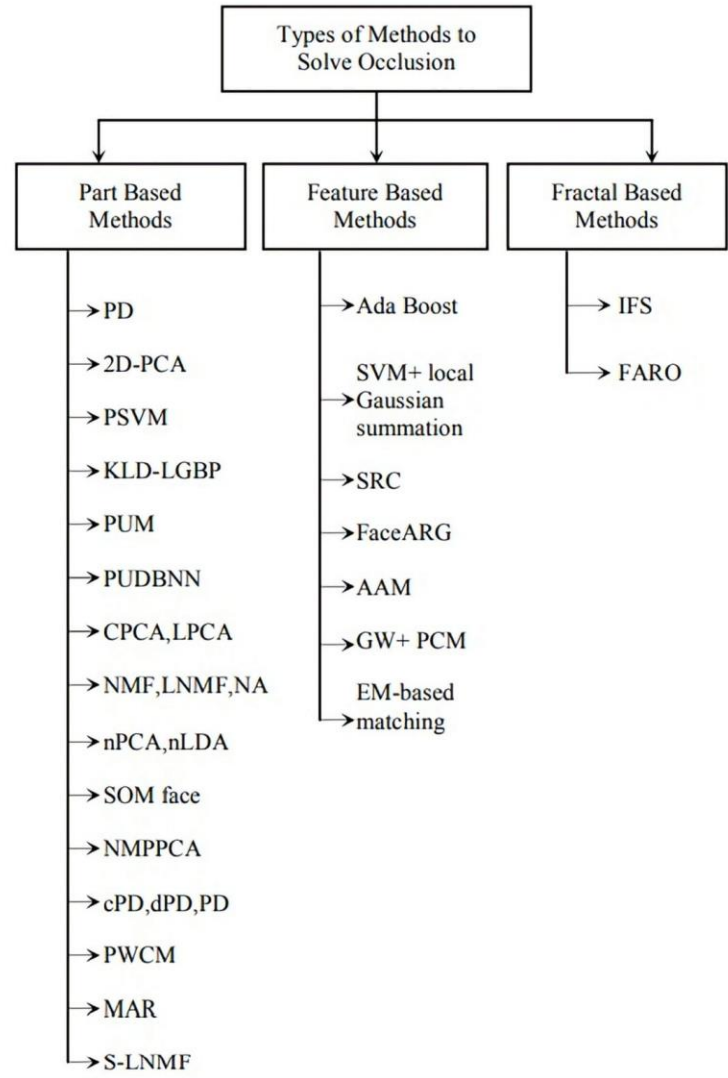 Types of Methods to
Solve Occlusion
Part Based
Methods
Feature Based
Methods
Fractal Based
Methods
PD
2D-PCA
PSVM
KLD-LGBP
PUM
PUDBNN
CPCA,LPCA
NMF,LNMF,NA
nPCA,nLDA
SOM face
NMPPCA
cPD,dPD,PD
PWCM
MAR
S-LNMF
Ada Boost
SVM+ local
Gaussian
summation
SRC
FaceARG
AAM
GW+ PCM
EM-based
matching
IFS
FARO